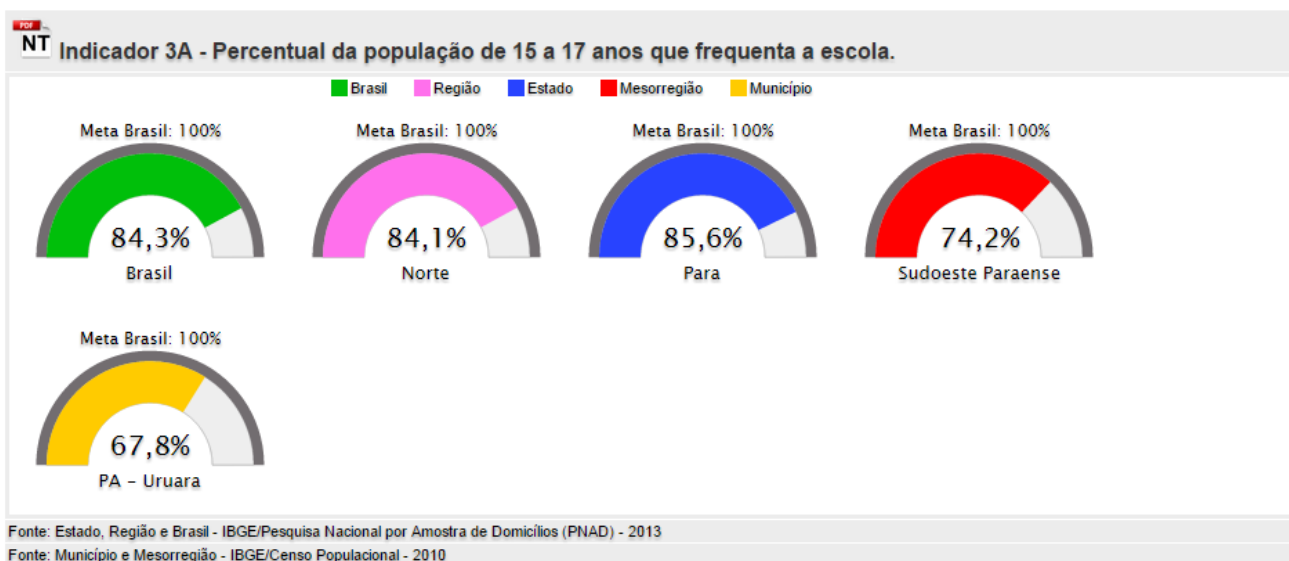 PDF
NT
Indicador 3A - Percentual da população de 15 a 17 anos que frequenta a escola.
Brasil Região Estado Mesorregião Município
Meta Brasil: 100% Meta Brasil: 100% Meta Brasil: 100% Meta Brasil: 100%
84,3% 84,1% 85,6% 74,2%
Brasil Norte Para Sudoeste Paraense
Meta Brasil: 100%
67,8%
PA - Uruara
Fonte: Estado, Região e Brasil - IBGE/Pesquisa Nacional por Amostra de Domicílios (PNAD) - 2013
Fonte: Município e Mesorregião - IBGE/Censo Populacional - 2010